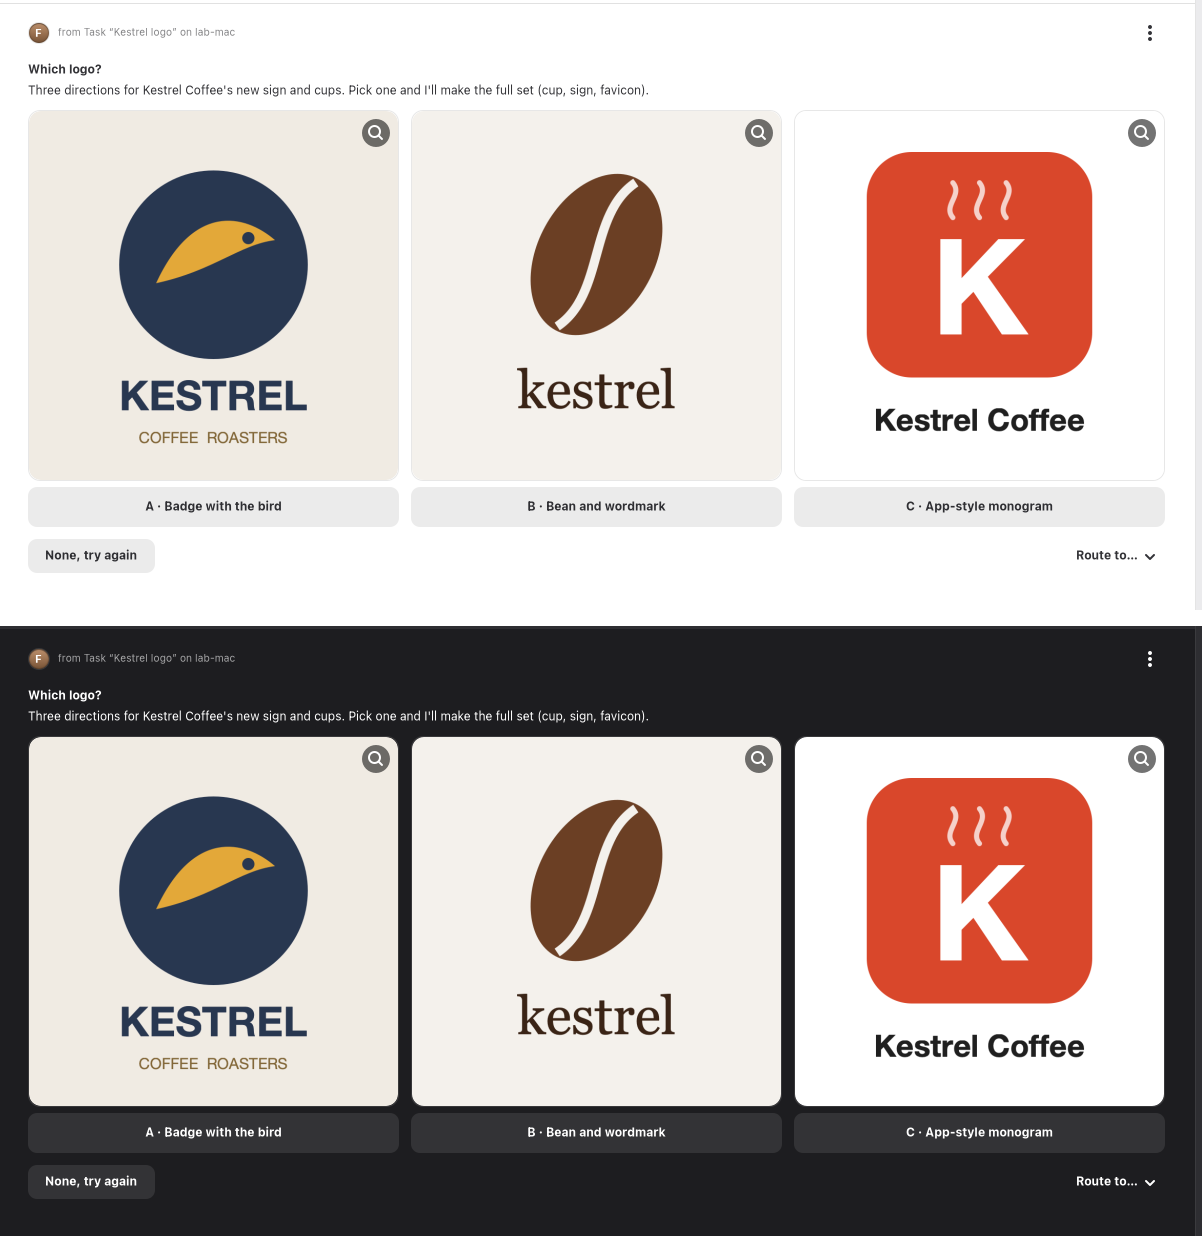 F from Task “Kestrel logo” on lab-mac
Which logo?
Three directions for Kestrel Coffee's new sign and cups. Pick one and I'll make the full set (cup, sign, favicon).
KESTREL
COFFEE ROASTERS
kestrel
K
Kestrel Coffee
A · Badge with the bird
B · Bean and wordmark
C · App-style monogram
None, try again
Route to...
F from Task “Kestrel logo” on lab-mac
Which logo?
Three directions for Kestrel Coffee's new sign and cups. Pick one and I'll make the full set (cup, sign, favicon).
KESTREL
COFFEE ROASTERS
kestrel
K
Kestrel Coffee
A · Badge with the bird
B · Bean and wordmark
C · App-style monogram
None, try again
Route to...